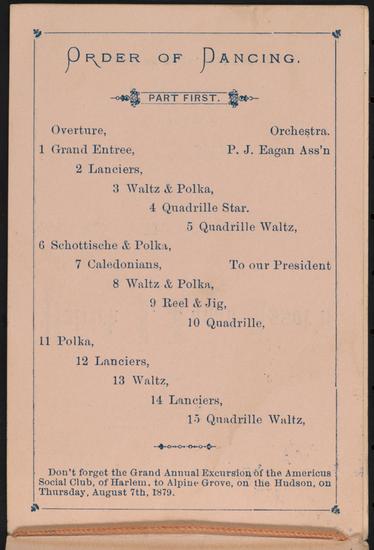 ORDER OF DANCING.
PART FIRST.
Overture, Orchestra.
1 Grand Entree, P. J. Eagan Ass'n
2 Lanciers,
3 Waltz & Polka,
4 Quadrille Star.
5 Quadrille Waltz,
6 Schottische & Polka,
7 Caledonians, To our President
8 Waltz & Polka,
9 Reel & Jig,
10 Quadrille,
11 Polka,
12 Lanciers,
13 Waltz,
14 Lanciers,
15 Quadrille Waltz,
Don't forget the Grand Annual Excursion of the Americus
Social Club, of Harlem, to Alpine Grove, on the Hudson, on
Thursday, August 7th, 1879.